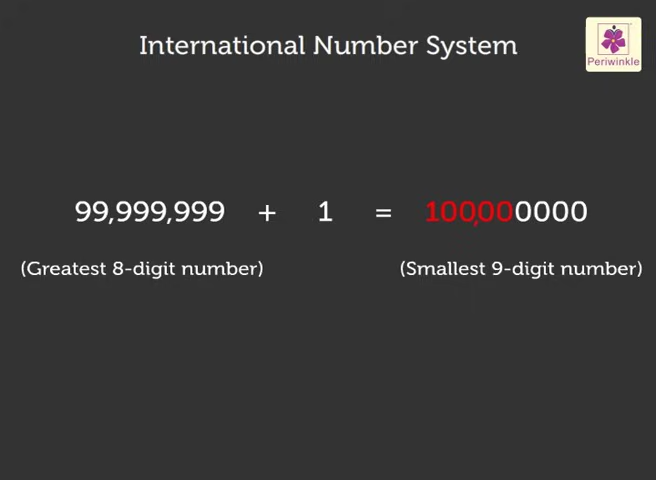 International Number System
Periwinkle
99,999,999 + 1 = 100,000000
(Greatest 8-digit number)
(Smallest 9-digit number)